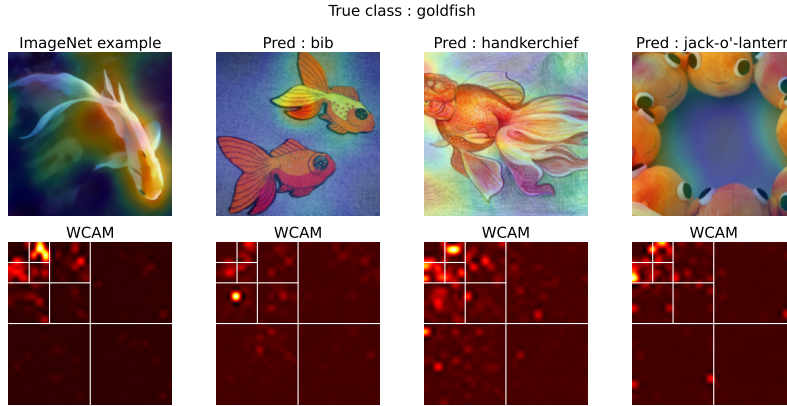 True class : goldfish
ImageNet example
Pred : bib
Pred : handkerchief
Pred : jack-o'-lantern
WCAM
WCAM
WCAM
WCAM